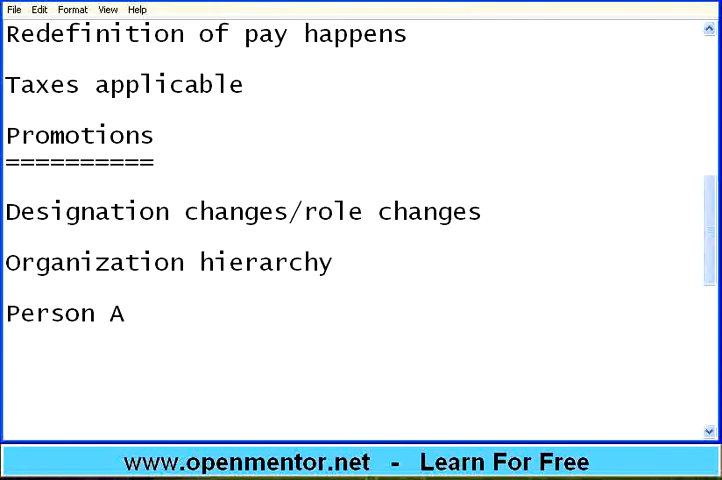 File Edit Format View Help
Redefinition of pay happens
Taxes applicable
Promotions
==========
Designation changes/role changes
Organization hierarchy
Person A
www.openmentor.net - Learn For Free